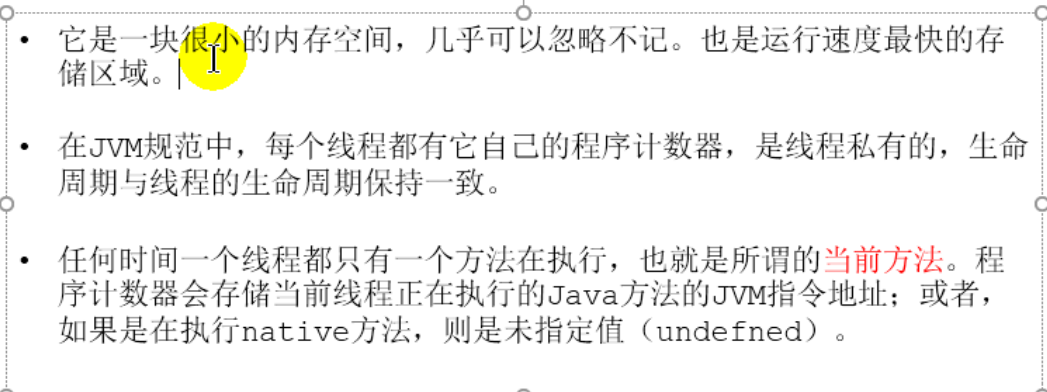 • 它是一块很小的内存空间，几乎可以忽略不记。也是运行速度最快的存
储区域。
• 在JVM规范中，每个线程都有它自己的程序计数器，是线程私有的，生命
周期与线程的生命周期保持一致。
• 任何时间一个线程都只有一个方法在执行，也就是所谓的当前方法。程
序计数器会存储当前线程正在执行的Java方法的JVM指令地址；或者，
如果是在执行native方法，则是未指定值（undefned）。